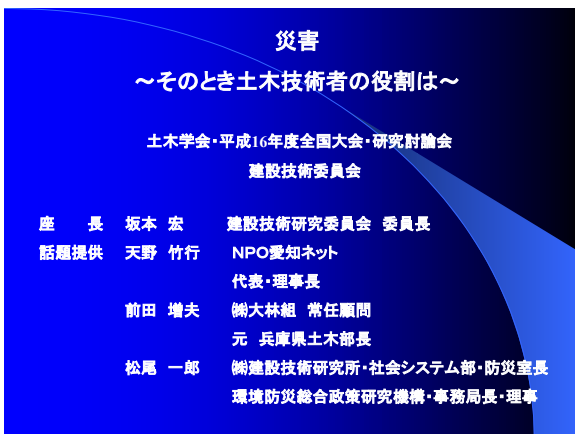 災害
～そのとき土木技術者の役割は～
土木学会・平成16年度全国大会・研究討論会
建設技術委員会
座　　長　坂本　宏　　建設技術研究委員会　委員長
話題提供　天野　竹行　　NPO愛知ネット
代表・理事長
前田　増夫　　㈱大林組　常任顧問
元　兵庫県土木部長
松尾　一郎　　㈱建設技術研究所・社会システム部・防災室長
環境防災総合政策研究機構・事務局長・理事